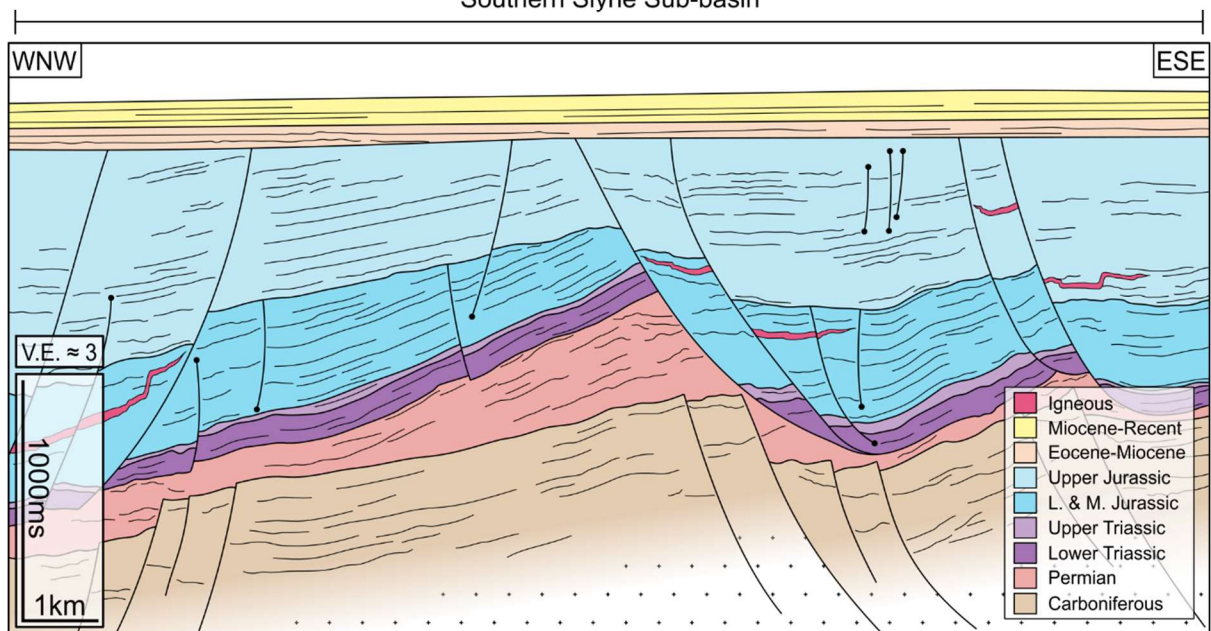 Southern Slyne Sub-basin
WNW
ESE
V.E. ≈ 3
1000ms
1km
Igneous
Miocene-Recent
Eocene-Miocene
Upper Jurassic
L. & M. Jurassic
Upper Triassic
Lower Triassic
Permian
Carboniferous